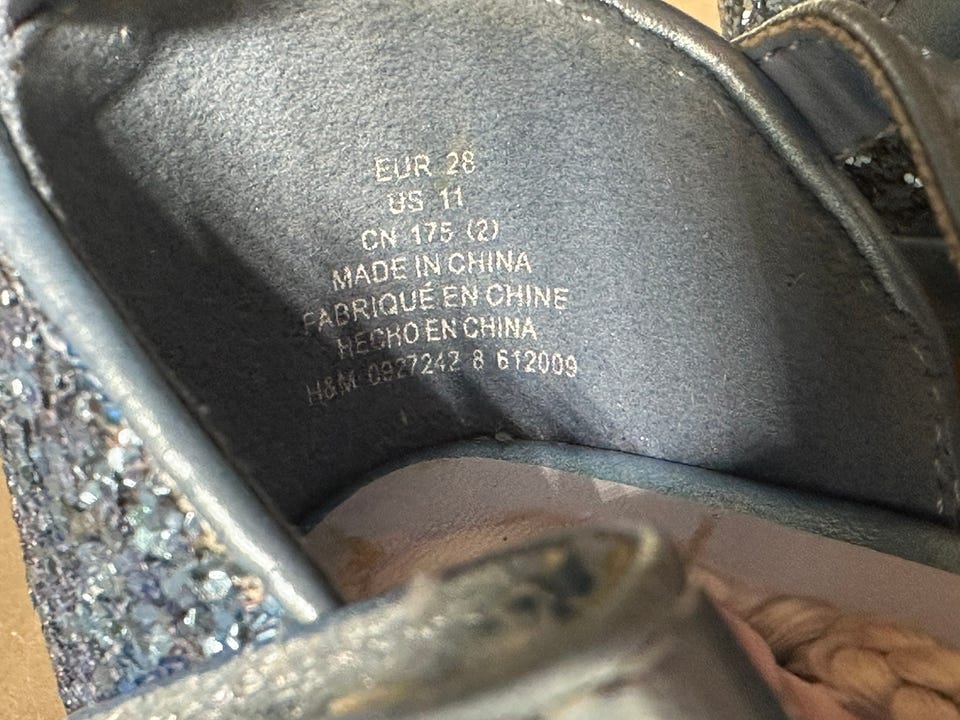 EUR 28
US 11
CN 175 (2)
MADE IN CHINA
FABRIQUÉ EN CHINE
HECHO EN CHINA
H&M 0927242 8 612009